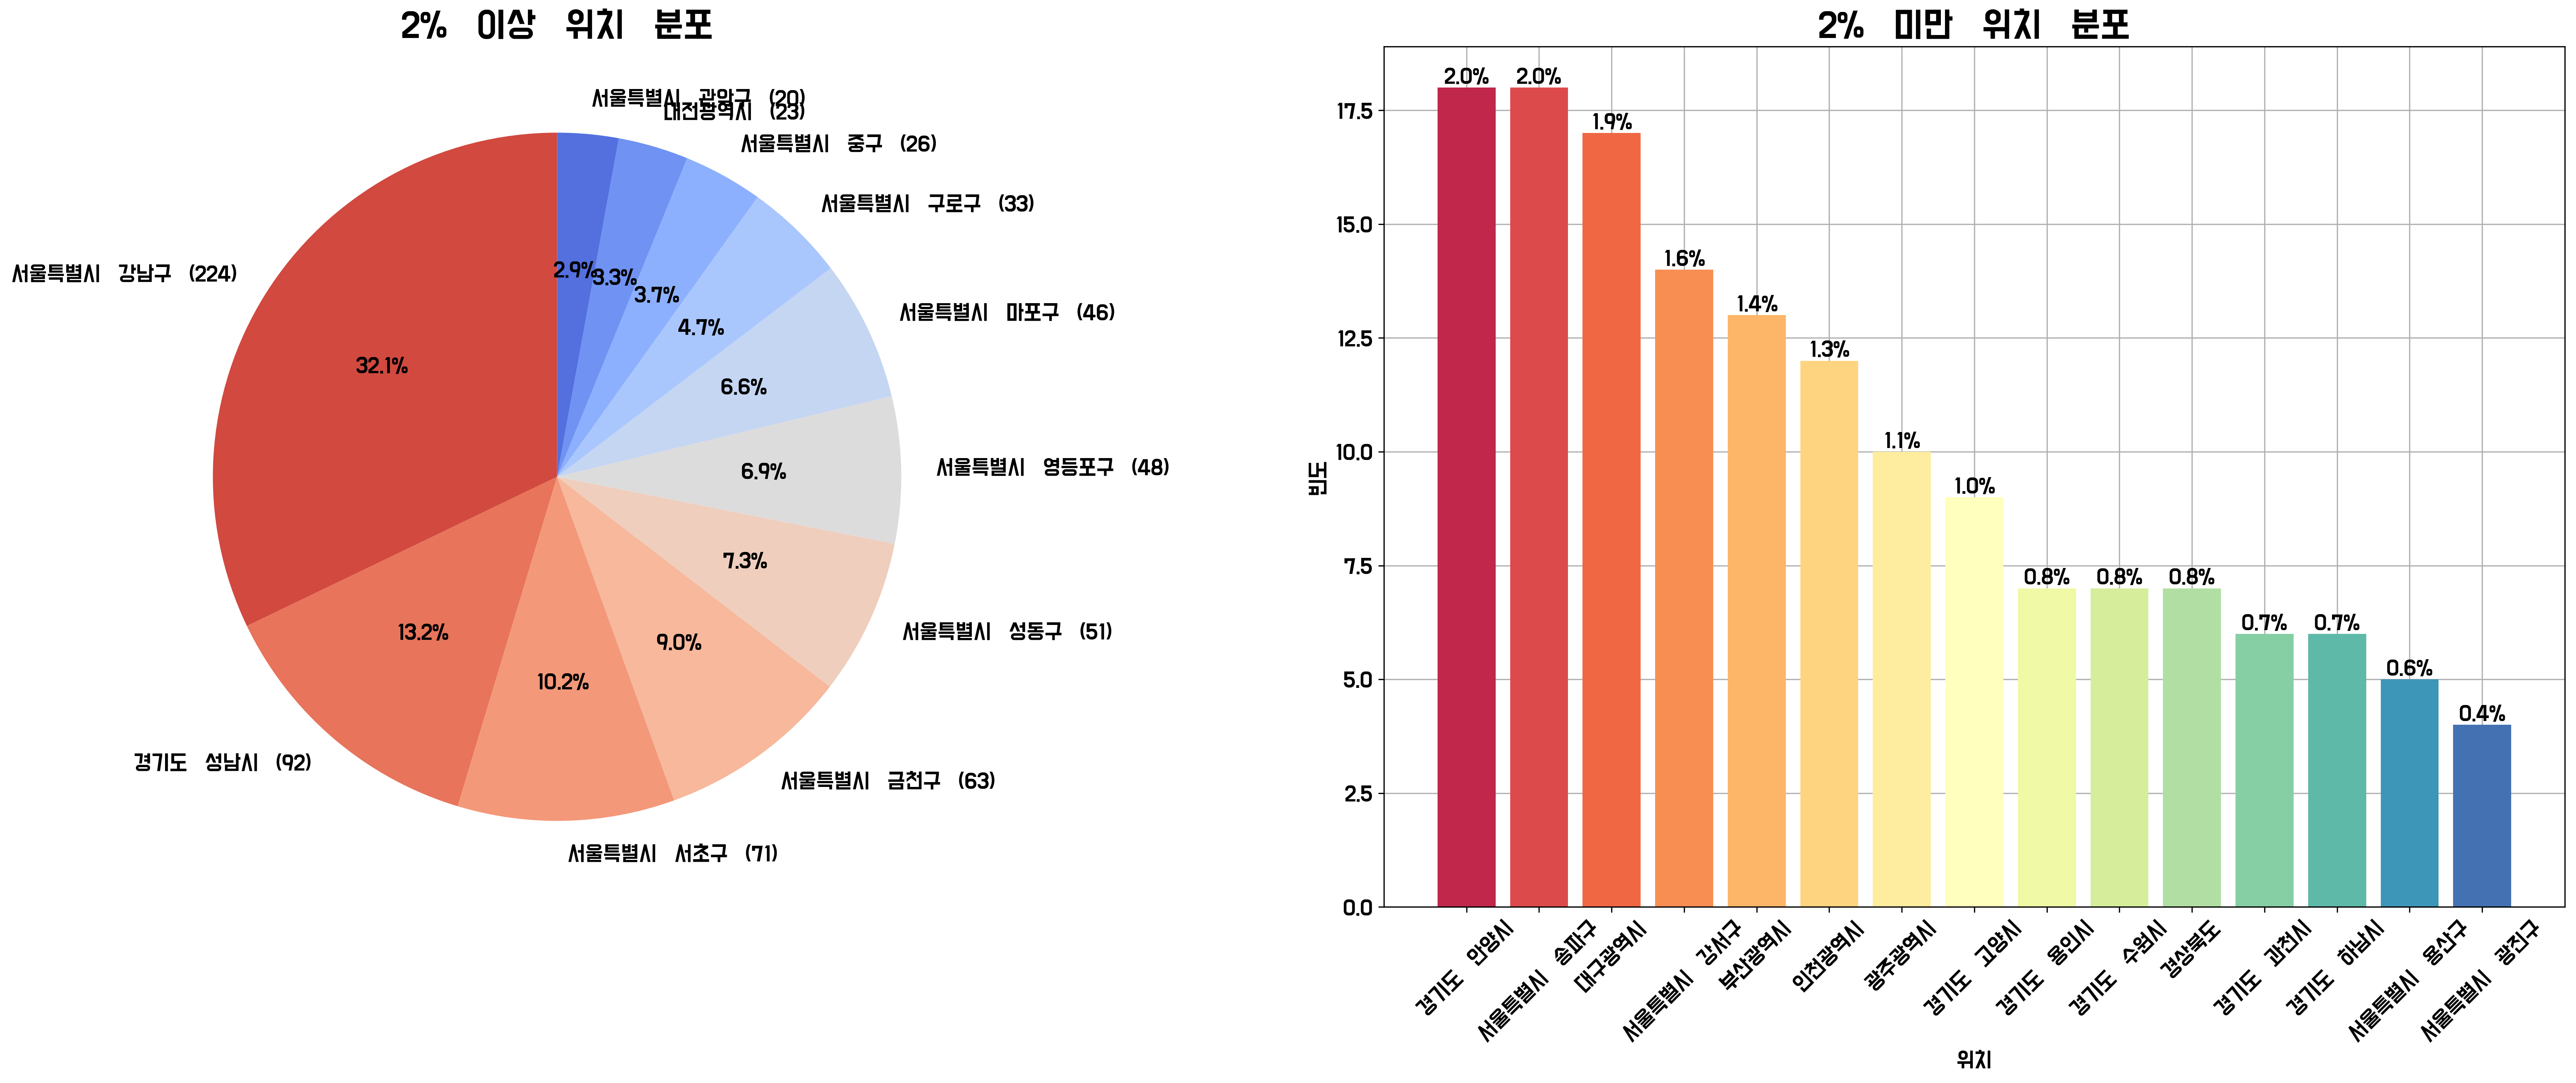 2% 이상 위치 분포
서울특별시 관악구 (20)
대전광역시 (23)
서울특별시 중구 (26)
서울특별시 구로구 (33)
서울특별시 마포구 (46)
서울특별시 영등포구 (48)
서울특별시 성동구 (51)
서울특별시 금천구 (63)
서울특별시 서초구 (71)
경기도 성남시 (92)
서울특별시 강남구 (224)
2.9%
3.3%
3.7%
4.7%
6.6%
6.9%
7.3%
9.0%
10.2%
13.2%
32.1%
2% 미만 위치 분포
빈도
17.5
15.0
12.5
10.0
7.5
5.0
2.5
0.0
2.0%
2.0%
1.9%
1.6%
1.4%
1.3%
1.1%
1.0%
0.8%
0.8%
0.8%
0.7%
0.7%
0.6%
0.4%
경기도 안양시
서울특별시 송파구
대구광역시
서울특별시 강서구
부산광역시
인천광역시
광주광역시
경기도 고양시
경기도 용인시
경기도 수원시
경상북도
경기도 과천시
경기도 하남시
서울특별시 용산구
서울특별시 광진구
위치